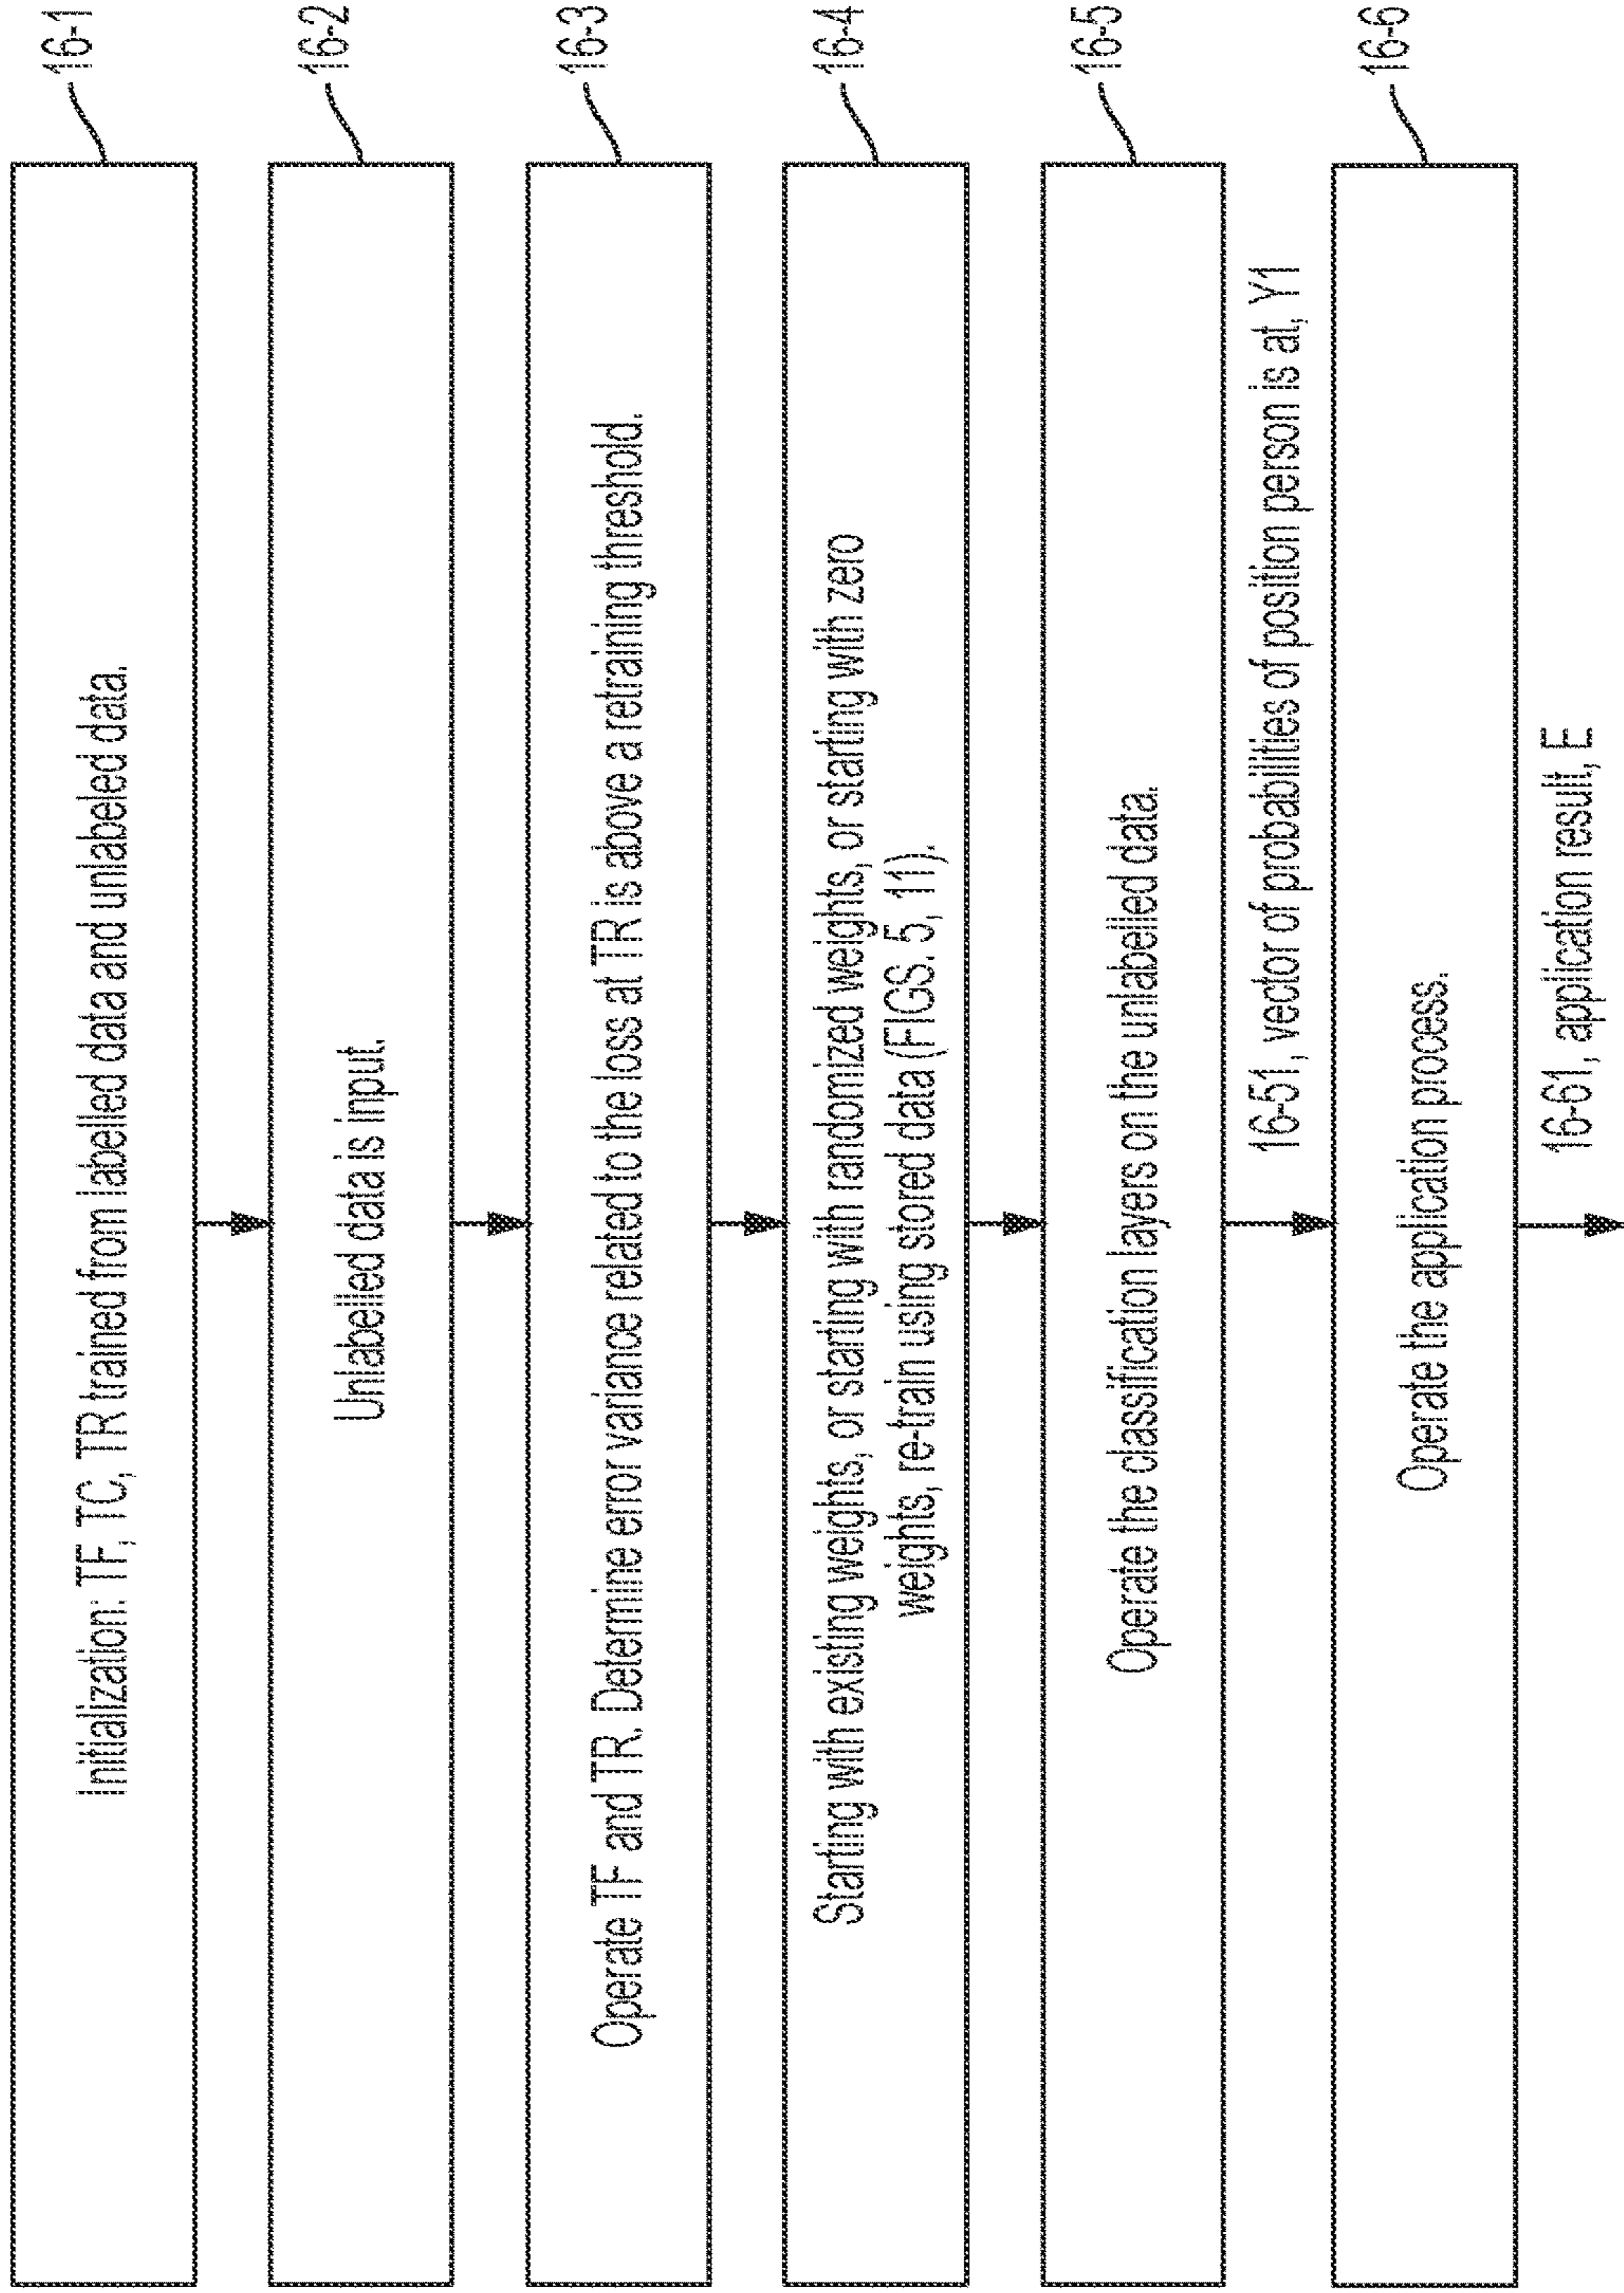 16-1
Initialization: TF, TC, TR trained from labelled data and unlabeled data.
16-2
Unlabelled data is input.
16-3
Operate TF and TR. Determine error variance related to the loss at TR is above a retraining threshold.
16-4
Starting with existing weights, or starting with randomized weights, or starting with zero
weights, re-train using stored data (FIGS. 5, 11).
16-5
Operate the classification layers on the unlabelled data.
16-51, vector of probabilities of position person is at, Y1
16-6
Operate the application process.
16-61, application result, E